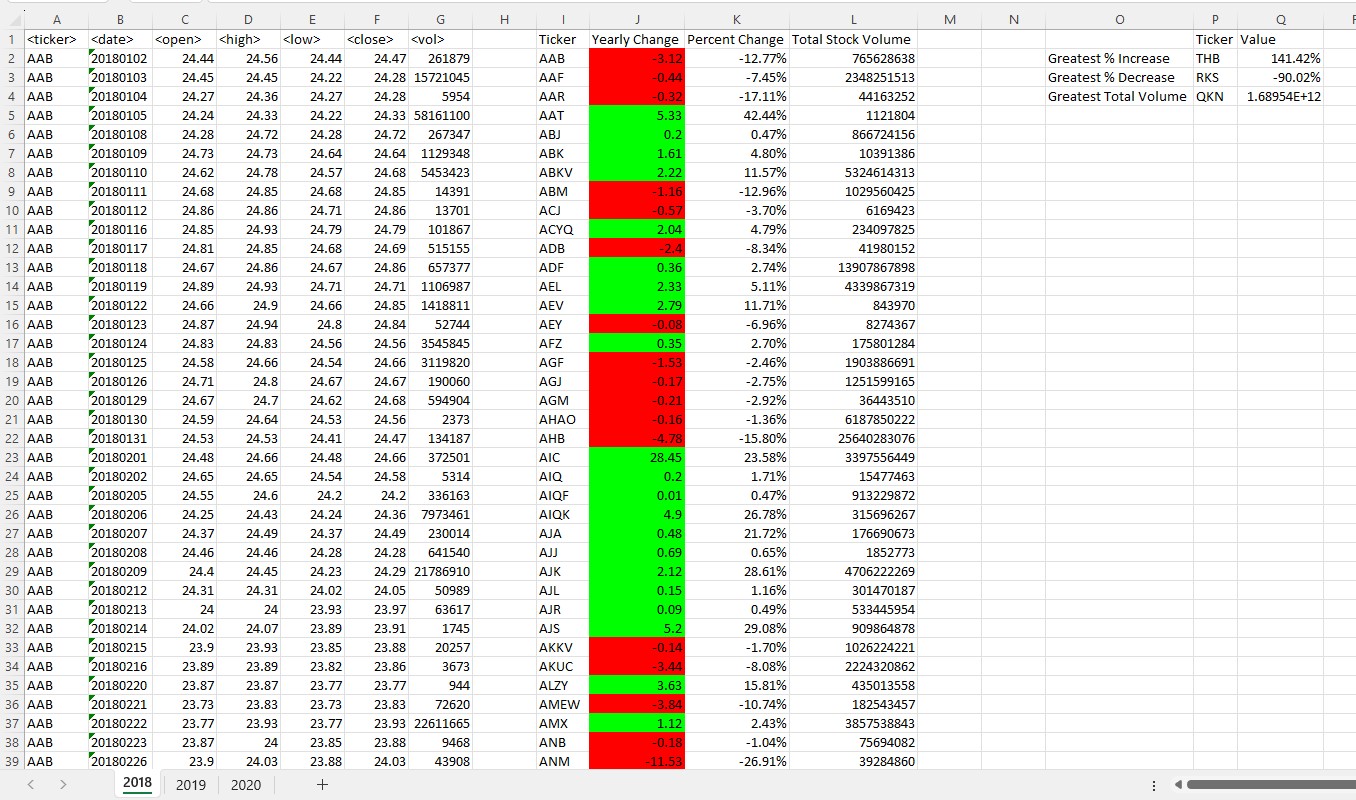 A B C D E F G H I J K L M N O P Q
1 <ticker> <date> <open> <high> <low> <close> <vol> Ticker Yearly Change Percent Change Total Stock Volume Ticker Value
2 AAB 20180102 24.44 24.56 24.44 24.47 261879 AAB -3.12 -12.77% 765628638 Greatest % Increase THB 141.42%
3 AAB 20180103 24.45 24.45 24.22 24.28 15721045 AAF -0.44 -7.45% 2348251513 Greatest % Decrease RKS -90.02%
4 AAB 20180104 24.27 24.36 24.27 24.28 5954 AAR -0.32 -17.11% 44163252 Greatest Total Volume QKN 1.68954E+12
5 AAB 20180105 24.24 24.33 24.22 24.33 58161100 AAT 5.33 42.44% 1121804
6 AAB 20180108 24.28 24.72 24.28 24.72 267347 ABJ 0.2 0.47% 866724156
7 AAB 20180109 24.73 24.73 24.64 24.64 1129348 ABK 1.61 4.80% 10391386
8 AAB 20180110 24.62 24.78 24.57 24.68 5453423 ABKV 2.22 11.57% 5324614313
9 AAB 20180111 24.68 24.85 24.68 24.85 14391 ABM -1.16 -12.96% 1029560425
10 AAB 20180112 24.86 24.86 24.71 24.86 13701 ACJ -0.57 -3.70% 6169423
11 AAB 20180116 24.85 24.93 24.79 24.79 101867 ACYQ 2.04 4.79% 234097825
12 AAB 20180117 24.81 24.85 24.68 24.69 515155 ADB -2.4 -8.34% 41980152
13 AAB 20180118 24.67 24.86 24.67 24.86 657377 ADF 0.36 2.74% 13907867898
14 AAB 20180119 24.89 24.93 24.71 24.71 1106987 AEL 2.33 5.11% 4339867319
15 AAB 20180122 24.66 24.9 24.66 24.85 1418811 AEV 2.79 11.71% 843970
16 AAB 20180123 24.87 24.94 24.8 24.84 52744 AEY -0.08 -6.96% 8274367
17 AAB 20180124 24.83 24.83 24.56 24.56 3545845 AFZ 0.35 2.70% 175801284
18 AAB 20180125 24.58 24.66 24.54 24.66 3119820 AGF -1.53 -2.46% 1903886691
19 AAB 20180126 24.71 24.8 24.67 24.67 190060 AGJ -0.17 -2.75% 1251599165
20 AAB 20180129 24.67 24.7 24.62 24.68 594904 AGM -0.21 -2.92% 36443510
21 AAB 20180130 24.59 24.64 24.53 24.56 2373 AHAO -0.16 -1.36% 6187850222
22 AAB 20180131 24.53 24.53 24.41 24.47 134187 AHB -4.78 -15.80% 25640283076
23 AAB 20180201 24.48 24.66 24.48 24.66 372501 AIC 28.45 23.58% 3397556449
24 AAB 20180202 24.65 24.65 24.54 24.58 5314 AIQ 0.2 1.71% 15477463
25 AAB 20180205 24.55 24.6 24.2 24.2 336163 AIQF 0.01 0.47% 913229872
26 AAB 20180206 24.25 24.43 24.24 24.36 7973461 AIQK 4.9 26.78% 315696267
27 AAB 20180207 24.37 24.49 24.37 24.49 230014 AJA 0.48 21.72% 176690673
28 AAB 20180208 24.46 24.46 24.28 24.28 641540 AJJ 0.69 0.65% 1852773
29 AAB 20180209 24.4 24.45 24.23 24.29 21786910 AJK 2.12 28.61% 4706222269
30 AAB 20180212 24.31 24.31 24.02 24.05 50989 AJL 0.15 1.16% 301470187
31 AAB 20180213 24 24 23.93 23.97 63617 AJR 0.09 0.49% 533445954
32 AAB 20180214 24.02 24.07 23.89 23.91 1745 AJS 5.2 29.08% 909864878
33 AAB 20180215 23.9 23.93 23.85 23.88 20257 AKKV -0.14 -1.70% 1026224221
34 AAB 20180216 23.89 23.89 23.82 23.86 3673 AKUC -3.44 -8.08% 2224320862
35 AAB 20180220 23.87 23.87 23.77 23.77 944 ALZY 3.63 15.81% 435013558
36 AAB 20180221 23.73 23.83 23.73 23.83 72620 AMEW -3.84 -10.74% 182543457
37 AAB 20180222 23.77 23.93 23.77 23.93 22611665 AMX 1.12 2.43% 3857538843
38 AAB 20180223 23.87 24 23.85 23.88 9468 ANB -0.18 -1.04% 75694082
39 AAB 20180226 23.9 24.03 23.88 24.03 43908 ANM -11.53 -26.91% 39284860
2018 2019 2020